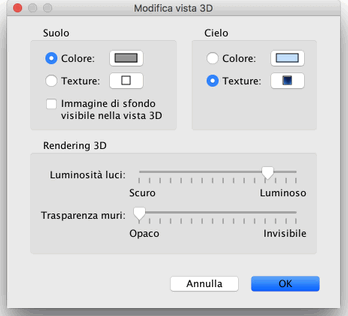 Modifica vista 3D
Suolo
Colore:
Texture:
Immagine di sfondo
visibile nella vista 3D
Cielo
Colore:
Texture:
Rendering 3D
Luminosità luci:
Scuro
Luminoso
Trasparenza muri:
Opaco
Invisibile
Annulla
OK